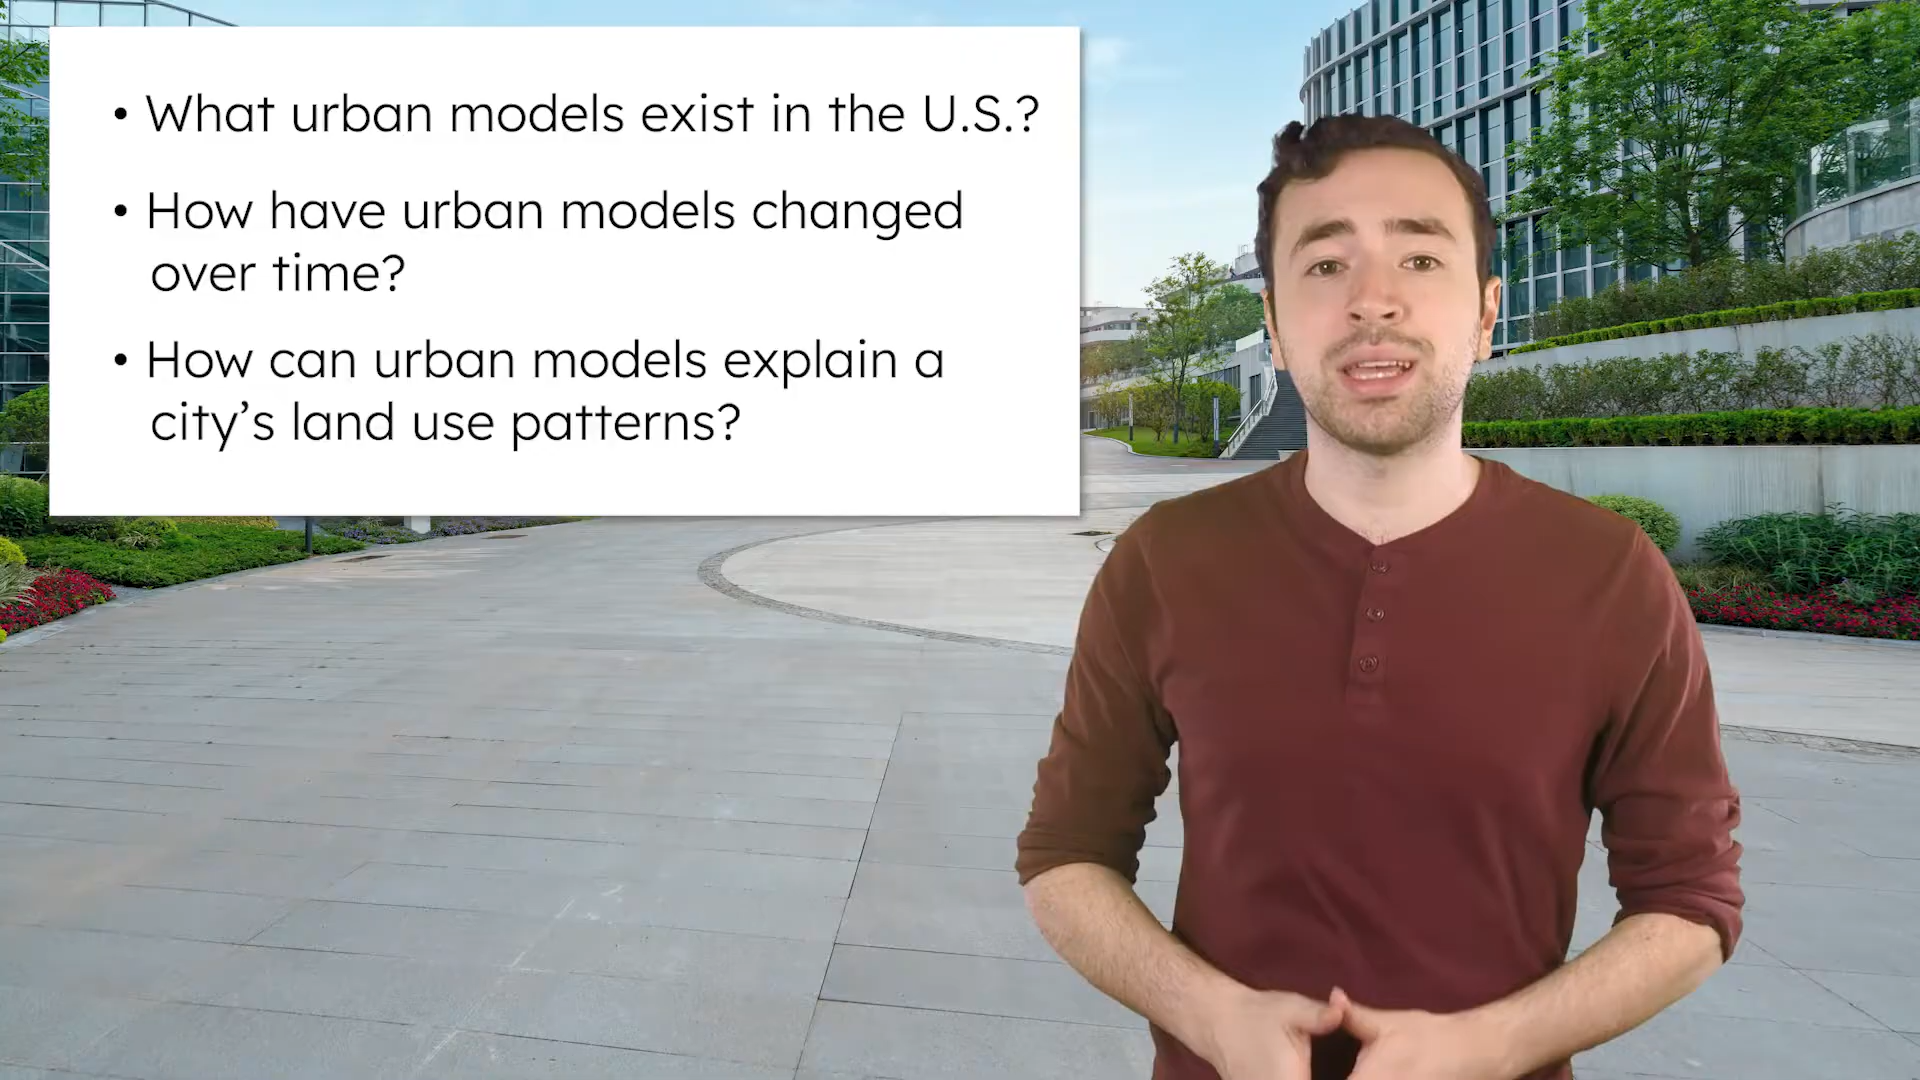 • What urban models exist in the U.S.?
• How have urban models changed
over time?
• How can urban models explain a
city’s land use patterns?